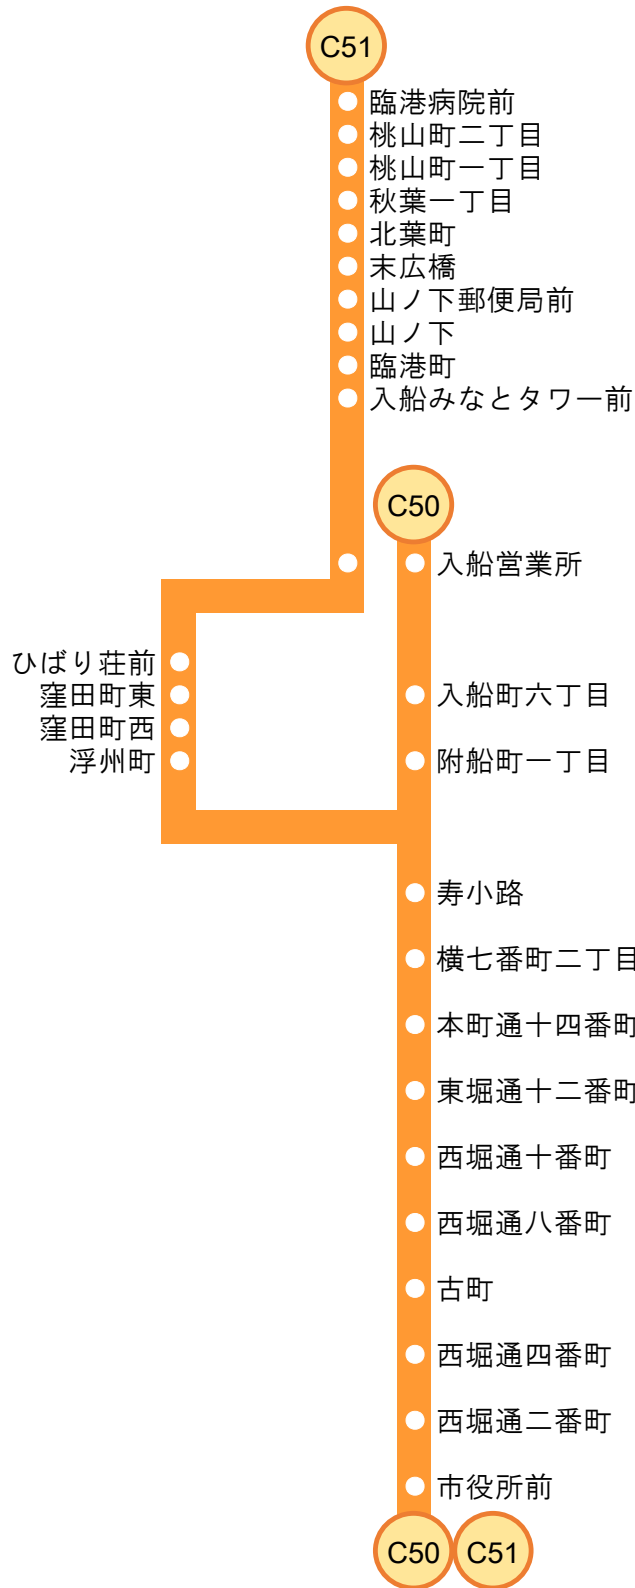 C51
臨港病院前
桃山町二丁目
桃山町一丁目
秋葉一丁目
北葉町
末広橋
山ノ下郵便局前
山ノ下
臨港町
入船みなとタワー前
C50
入船営業所
ひばり荘前
窪田町東
入船町六丁目
窪田町西
浮州町
附船町一丁目
寿小路
横七番町二丁目
本町通十四番町
東堀通十二番町
西堀通十番町
西堀通八番町
古町
西堀通四番町
西堀通二番町
市役所前
C50
C51